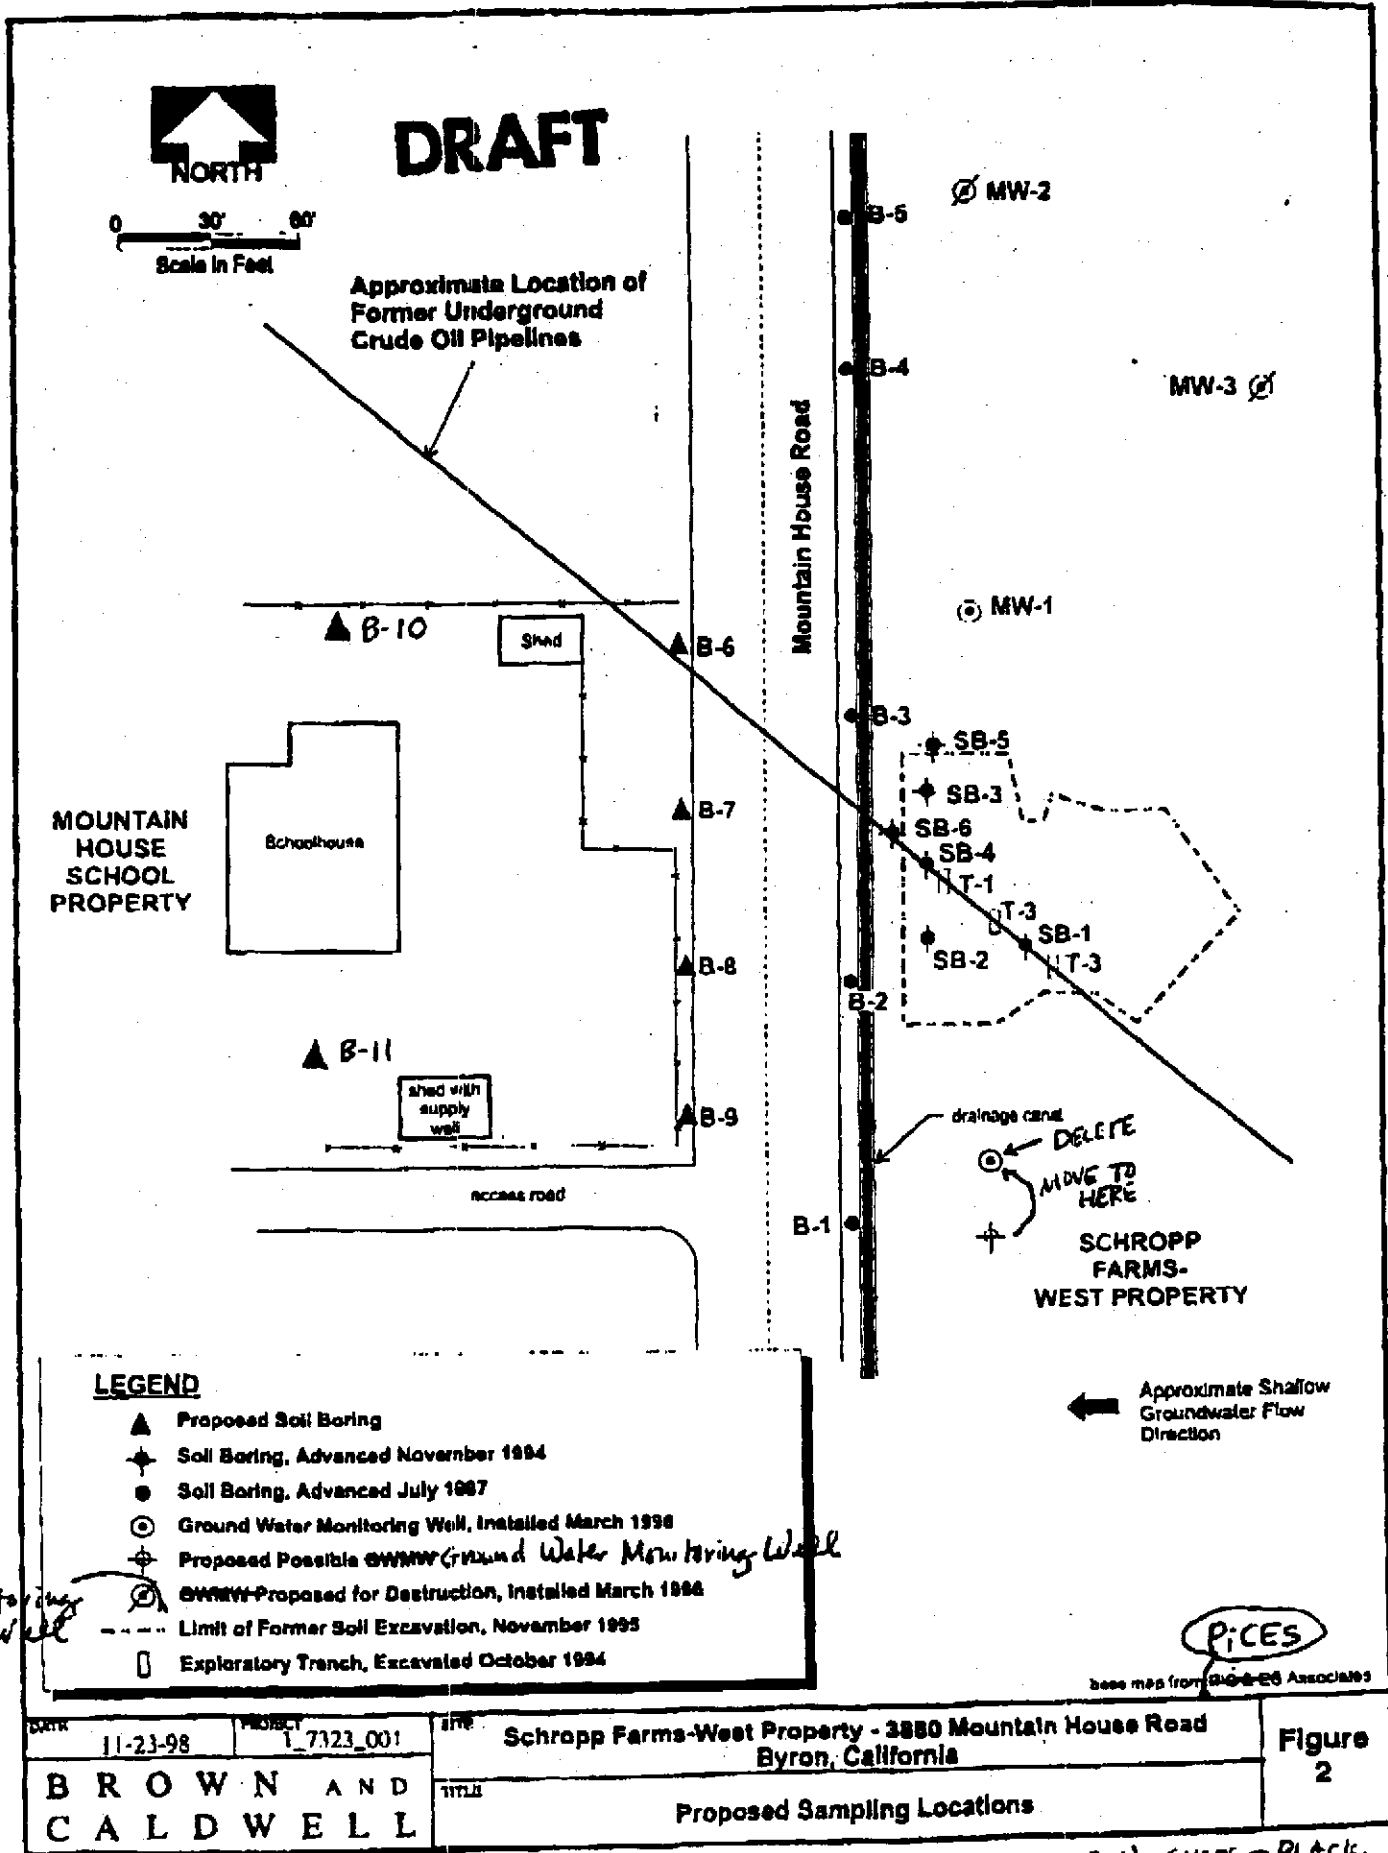 NORTH
DRAFT
0 30' 60'
Scale in Feet
Approximate Location of
Former Underground
Crude Oil Pipelines
MW-2
B-5
B-4
MW-3
Mountain House Road
MW-1
B-10
Shed
B-6
B-3
SB-5
SB-3
B-7
SB-6
SB-4
T-1
MOUNTAIN
HOUSE
SCHOOL
PROPERTY
Schoolhouse
T-3
SB-1
SB-2
T-3
B-8
B-2
B-11
shed with
supply
well
B-9
drainage canal
DELETE
MOVE TO
HERE
access road
B-1
SCHROPP
FARMS-
WEST PROPERTY
LEGEND
Proposed Soil Boring
Soil Boring, Advanced November 1994
Soil Boring, Advanced July 1997
Ground Water Monitoring Well, Installed March 1996
Proposed Possible GWMW Ground Water Monitoring Well
GWMW Proposed for Destruction, Installed March 1996
Well
Limit of Former Soil Excavation, November 1995
Exploratory Trench, Excavated October 1994
Approximate Shallow
Groundwater Flow
Direction
PiCES
base map from Associates
DATE
11-23-98
PROJECT
1_7323_001
SITE
Schropp Farms-West Property - 3880 Mountain House Road
Byron, California
Figure
2
BROWN AND
CALDWELL
TITLE
Proposed Sampling Locations
BLACK